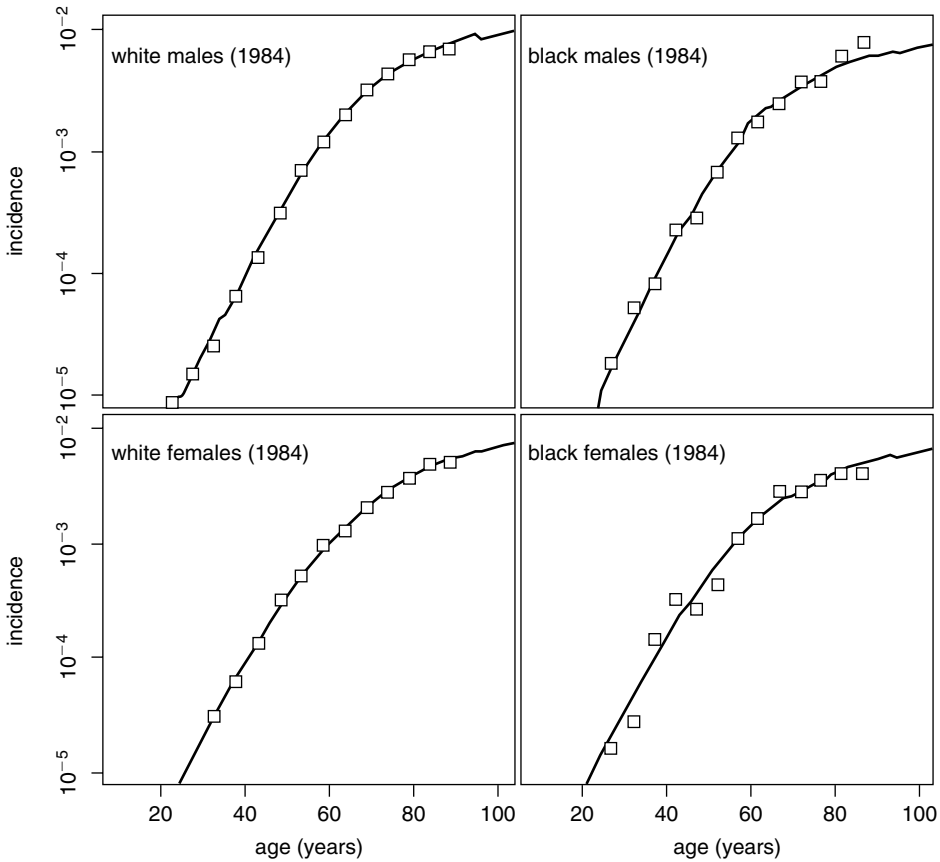 white males (1984)
black males (1984)
incidence
10⁻²
10⁻³
10⁻⁴
10⁻⁵
white females (1984)
black females (1984)
incidence
10⁻²
10⁻³
10⁻⁴
10⁻⁵
20 40 60 80 100
20 40 60 80 100
age (years)
age (years)